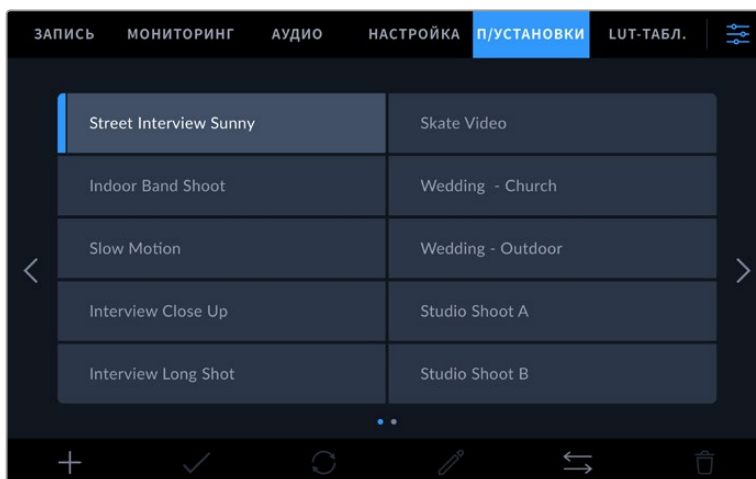 ЗАПИСЬ МОНИТОРИНГ АУДИО НАСТРОЙКА П/УСТАНОВКИ LUT-ТАБЛ.
Street Interview Sunny Skate Video
Indoor Band Shoot Wedding - Church
Slow Motion Wedding - Outdoor
Interview Close Up Studio Shoot A
Interview Long Shot Studio Shoot B